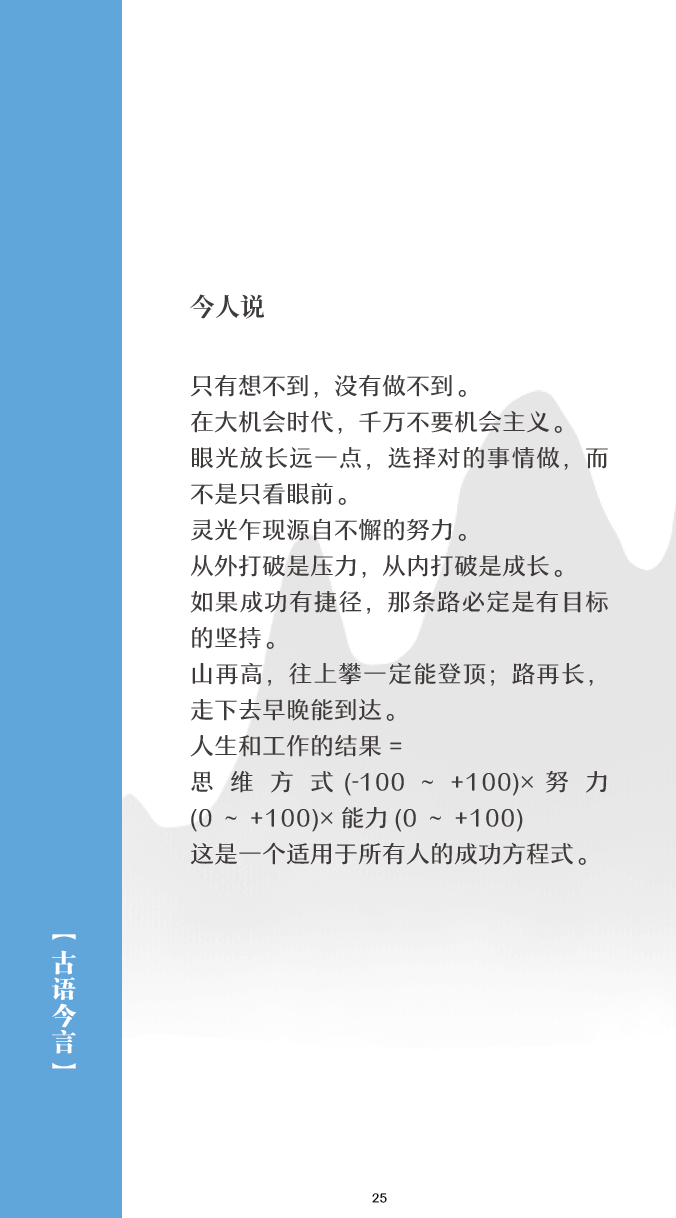 今人说
只有想不到，没有做不到。
在大机会时代，千万不要机会主义。
眼光放长远一点，选择对的事情做，而
不是只看眼前。
灵光乍现源自不懈的努力。
从外打破是压力，从内打破是成长。
如果成功有捷径，那条路必定是有目标
的坚持。
山再高，往上攀一定能登顶；路再长，
走下去早晚能到达。
人生和工作的结果 =
思 维 方 式 (-100 ~ +100)× 努 力
(0 ~ +100)× 能力 (0 ~ +100)
这是一个适用于所有人的成功方程式。
【古语今言】
25